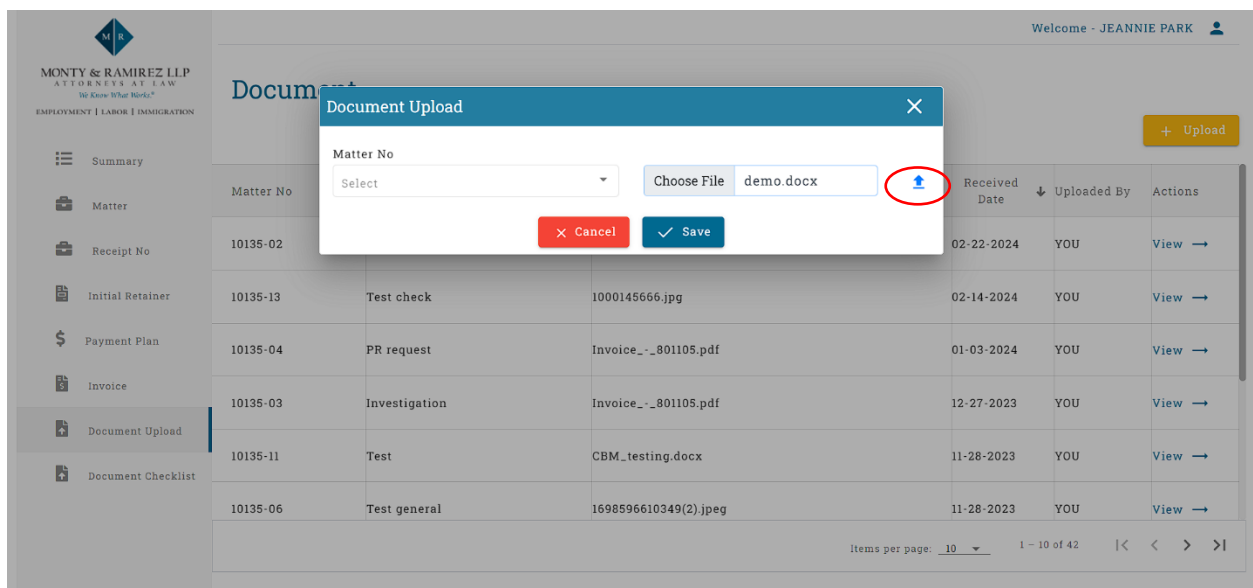 M R
MONTY & RAMIREZ LLP
ATTORNEYS AT LAW
We Know What Works.®
EMPLOYMENT | LABOR | IMMIGRATION
Welcome - JEANNIE PARK
Docum
+ Upload
Summary
Matter
Receipt No
Initial Retainer
Payment Plan
Invoice
Document Upload
Document Checklist
Document Upload
Matter No
Select
Choose File demo.docx
Cancel
Save
Matter No Received Date Uploaded By Actions
10135-02 02-22-2024 YOU View →
10135-13 Test check 1000145666.jpg 02-14-2024 YOU View →
10135-04 PR request Invoice_-_801105.pdf 01-03-2024 YOU View →
10135-03 Investigation Invoice_-_801105.pdf 12-27-2023 YOU View →
10135-11 Test CBM_testing.docx 11-28-2023 YOU View →
10135-06 Test general 1698596610349(2).jpeg 11-28-2023 YOU View →
Items per page: 10 1 – 10 of 42